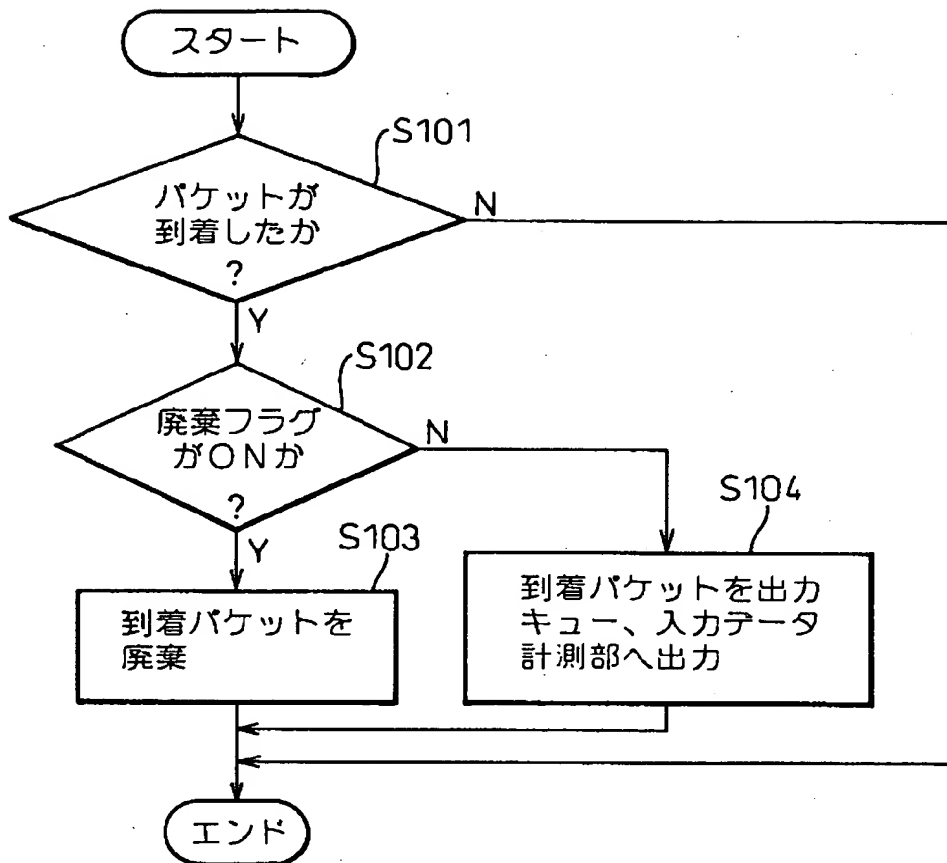 スタート
S101
パケットが
到着したか
?
N
Y
S102
廃棄フラグ
がONか
?
N
Y
S103
到着パケットを
廃棄
S104
到着パケットを出力
キュー、入力データ
計測部へ出力
エンド